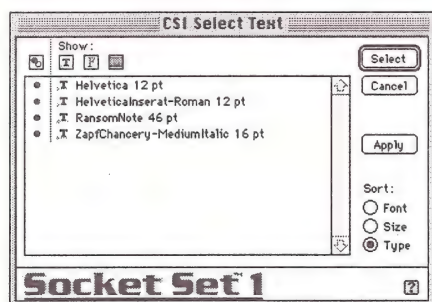 CSI Select Text
Show:
T P
Select
Cancel
Apply
T Helvetica 12 pt
T HelveticaInserat-Roman 12 pt
T RansomNote 46 pt
T ZapfChancery-MediumItalic 16 pt
Sort:
Font
Size
Type
Socket Set™ 1
?